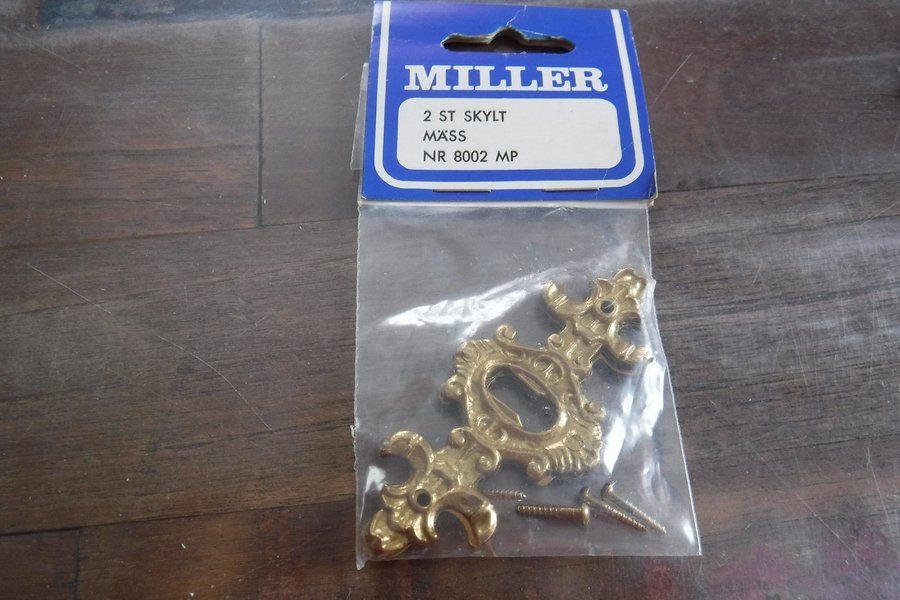 MILLER
2 ST SKYLT
MÄSS
NR 8002 MP